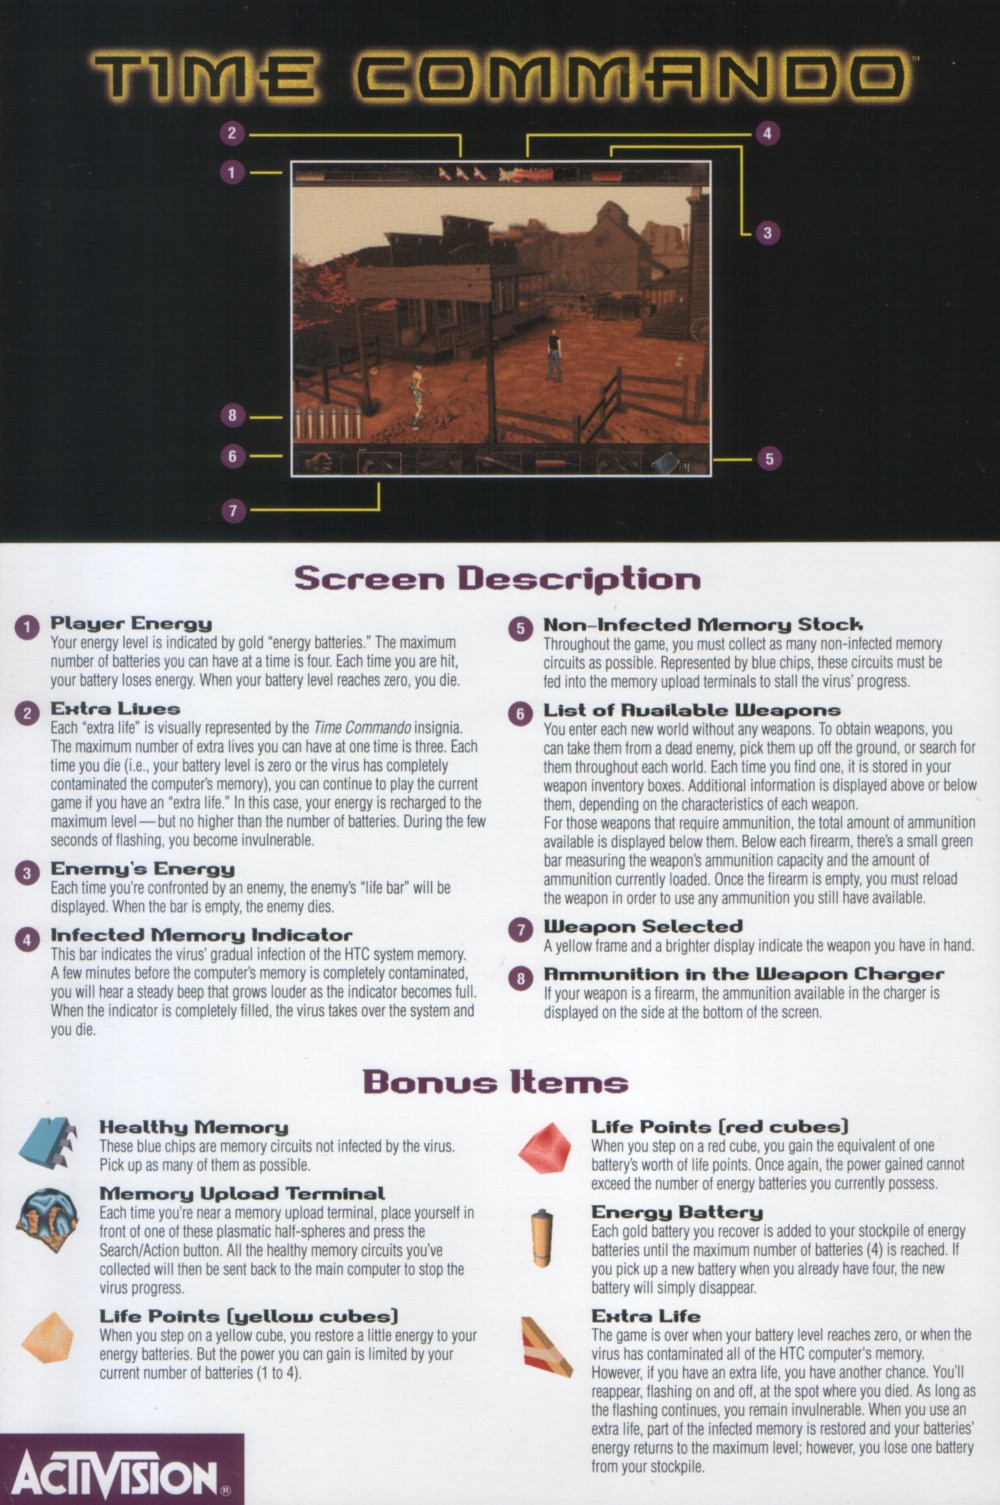 TIME COMMANDO™
2
4
1
3
8
6
5
7
Screen Description
1 Player Energy
Your energy level is indicated by gold “energy batteries.” The maximum
number of batteries you can have at a time is four. Each time you are hit,
your battery loses energy. When your battery level reaches zero, you die.
2 Extra Lives
Each “extra life” is visually represented by the Time Commando insignia.
The maximum number of extra lives you can have at one time is three. Each
time you die (i.e., your battery level is zero or the virus has completely
contaminated the computer’s memory), you can continue to play the current
game if you have an “extra life.” In this case, your energy is recharged to the
maximum level — but no higher than the number of batteries. During the few
seconds of flashing, you become invulnerable.
3 Enemy’s Energy
Each time you’re confronted by an enemy, the enemy’s “life bar” will be
displayed. When the bar is empty, the enemy dies.
4 Infected Memory Indicator
This bar indicates the virus’ gradual infection of the HTC system memory.
A few minutes before the computer’s memory is completely contaminated,
you will hear a steady beep that grows louder as the indicator becomes full.
When the indicator is completely filled, the virus takes over the system and
you die.
5 Non-Infected Memory Stock
Throughout the game, you must collect as many non-infected memory
circuits as possible. Represented by blue chips, these circuits must be
fed into the memory upload terminals to stall the virus’ progress.
6 List of Available Weapons
You enter each new world without any weapons. To obtain weapons, you
can take them from a dead enemy, pick them up off the ground, or search for
them throughout each world. Each time you find one, it is stored in your
weapon inventory boxes. Additional information is displayed above or below
them, depending on the characteristics of each weapon.
For those weapons that require ammunition, the total amount of ammunition
available is displayed below them. Below each firearm, there’s a small green
bar measuring the weapon’s ammunition capacity and the amount of
ammunition currently loaded. Once the firearm is empty, you must reload
the weapon in order to use any ammunition you still have available.
7 Weapon Selected
A yellow frame and a brighter display indicate the weapon you have in hand.
8 Ammunition in the Weapon Charger
If your weapon is a firearm, the ammunition available in the charger is
displayed on the side at the bottom of the screen.
Bonus Items
Healthy Memory
These blue chips are memory circuits not infected by the virus.
Pick up as many of them as possible.
Memory Upload Terminal
Each time you’re near a memory upload terminal, place yourself in
front of one of these plasmatic half-spheres and press the
Search/Action button. All the healthy memory circuits you’ve
collected will then be sent back to the main computer to stop the
virus progress.
Life Points (yellow cubes)
When you step on a yellow cube, you restore a little energy to your
energy batteries. But the power you can gain is limited by your
current number of batteries (1 to 4).
Life Points (red cubes)
When you step on a red cube, you gain the equivalent of one
battery’s worth of life points. Once again, the power gained cannot
exceed the number of energy batteries you currently possess.
Energy Battery
Each gold battery you recover is added to your stockpile of energy
batteries until the maximum number of batteries (4) is reached. If
you pick up a new battery when you already have four, the new
battery will simply disappear.
Extra Life
The game is over when your battery level reaches zero, or when the
virus has contaminated all of the HTC computer’s memory.
However, if you have an extra life, you have another chance. You’ll
reappear, flashing on and off, at the spot where you died. As long as
the flashing continues, you remain invulnerable. When you use an
extra life, part of the infected memory is restored and your batteries’
energy returns to the maximum level; however, you lose one battery
from your stockpile.
ACTIVISION®